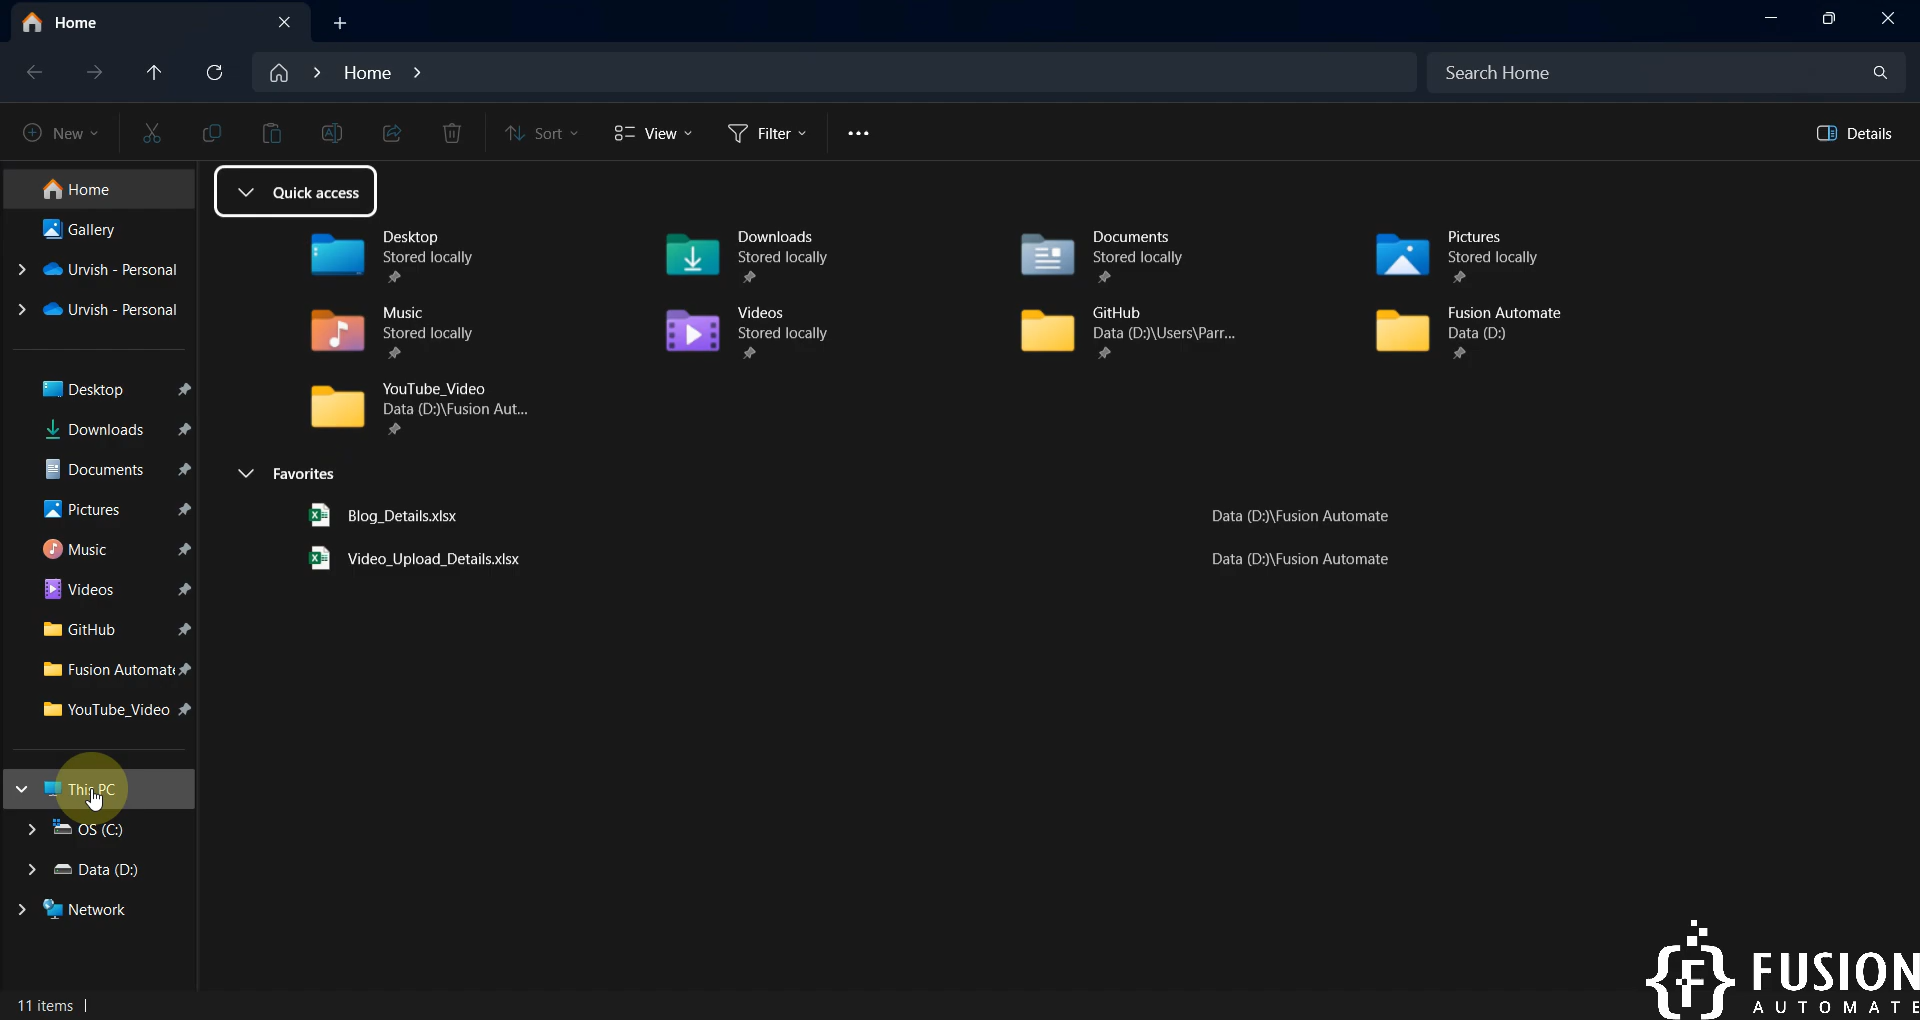 Home
Home
Search Home
New
Sort
View
Filter
Details
Home
Gallery
Urvish - Personal
Urvish - Personal
Desktop
Downloads
Documents
Pictures
Music
Videos
GitHub
Fusion Automate
YouTube_Video
This PC
OS (C:)
Data (D:)
Network
Quick access
Desktop
Stored locally
Downloads
Stored locally
Documents
Stored locally
Pictures
Stored locally
Music
Stored locally
Videos
Stored locally
GitHub
Data (D:)\Users\Parr...
Fusion Automate
Data (D:)
YouTube_Video
Data (D:)\Fusion Aut...
Favorites
Blog_Details.xlsx Data (D:)\Fusion Automate
Video_Upload_Details.xlsx Data (D:)\Fusion Automate
11 items
{F} FUSION
AUTOMATE